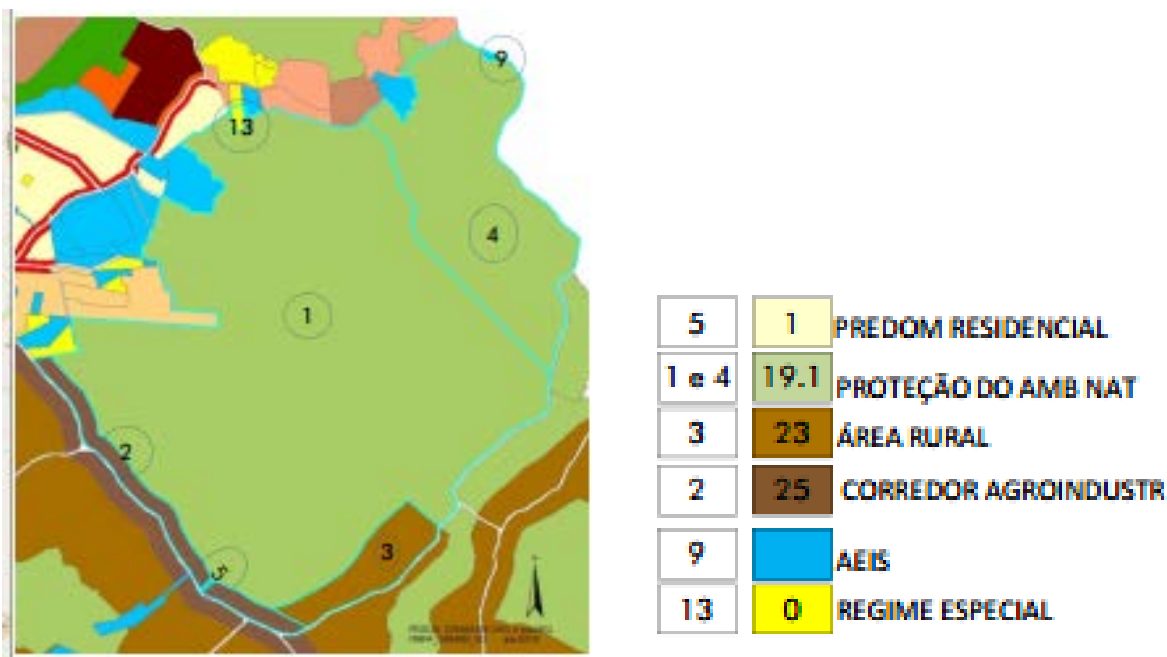 9
13
4
1
2
3
5
5 1 PREDOM RESIDENCIAL
1 e 4 19.1 PROTEÇÃO DO AMB NAT
3 23 ÁREA RURAL
2 25 CORREDOR AGROINDUSTR
9 AEIS
13 0 REGIME ESPECIAL